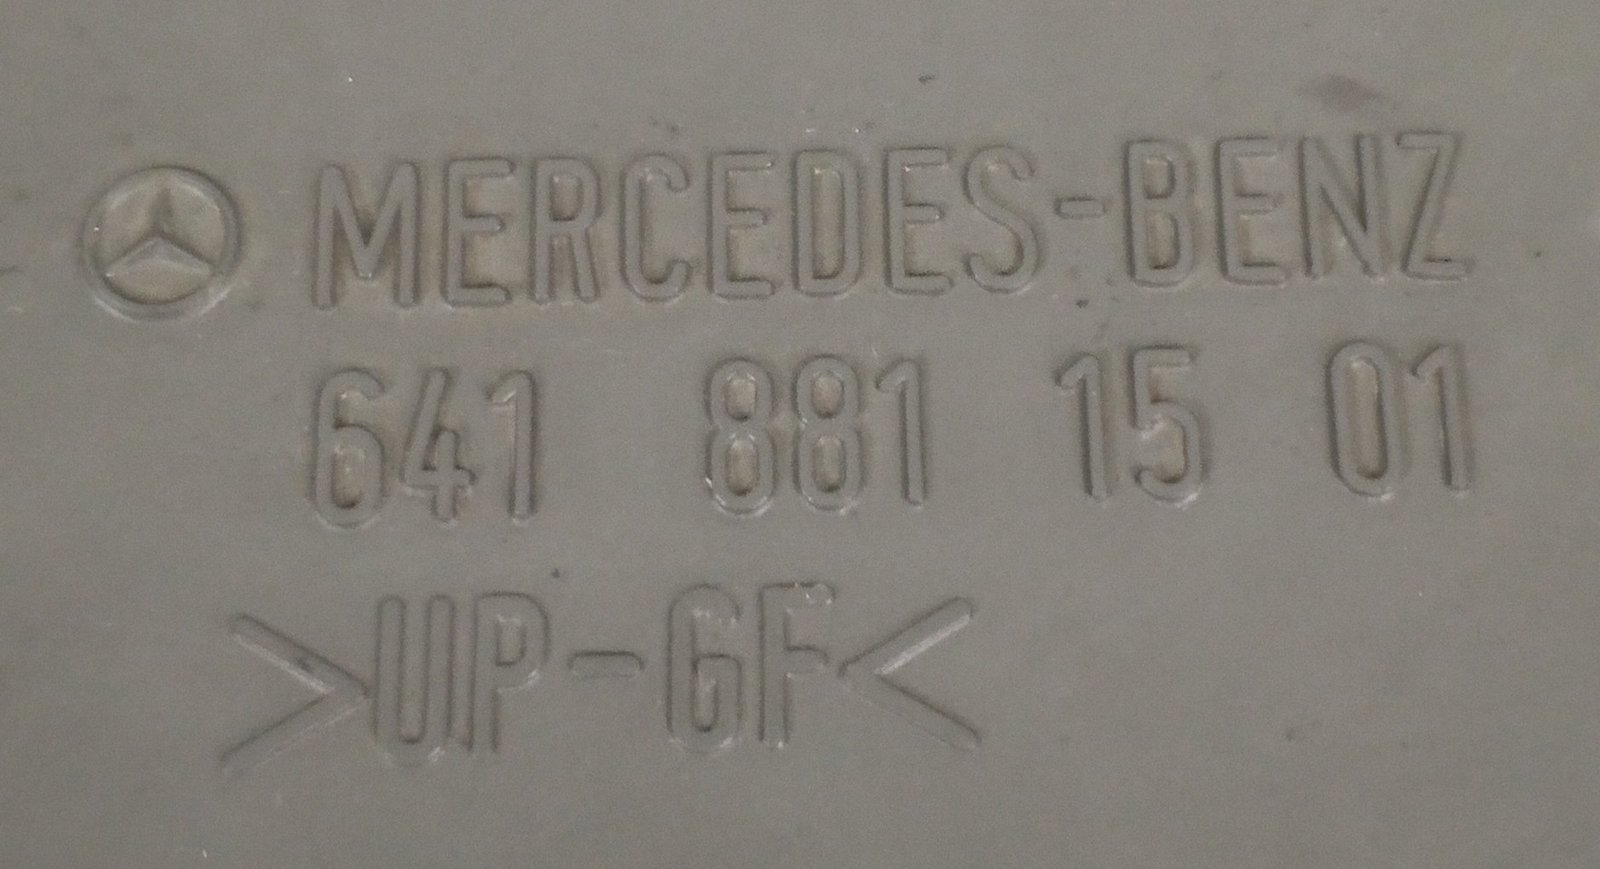 MERCEDES-BENZ
641 881 15 01
>UP-GF<